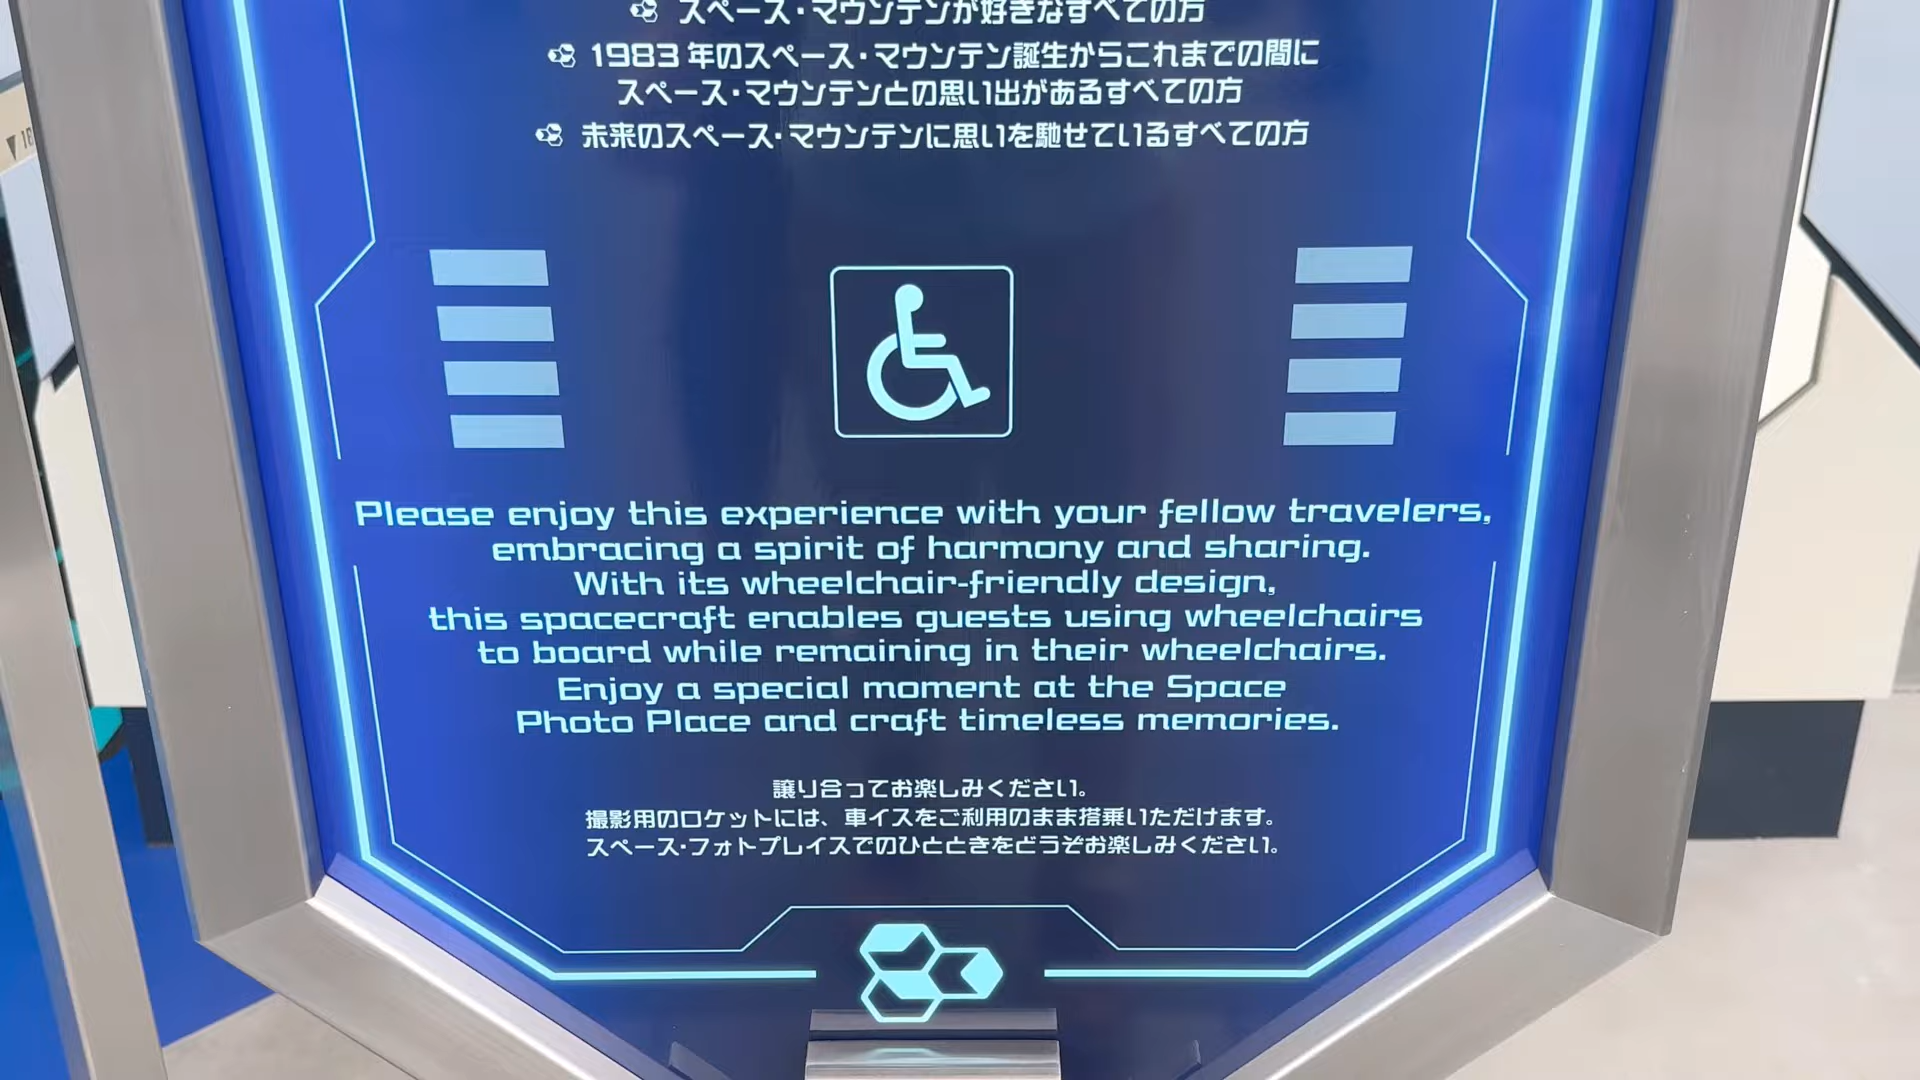 スペース・マウンテンが好きなすべての方
1983年のスペース・マウンテン誕生からこれまでの間に
スペース・マウンテンとの思い出があるすべての方
未来のスペース・マウンテンに思いを馳せているすべての方
Please enjoy this experience with your fellow travelers,
embracing a spirit of harmony and sharing.
With its wheelchair-friendly design,
this spacecraft enables guests using wheelchairs
to board while remaining in their wheelchairs.
Enjoy a special moment at the Space
Photo Place and craft timeless memories.
譲り合ってお楽しみください。
撮影用のロケットには、車イスをご利用のまま搭乗いただけます。
スペース・フォトプレイスでのひとときをどうぞお楽しみください。